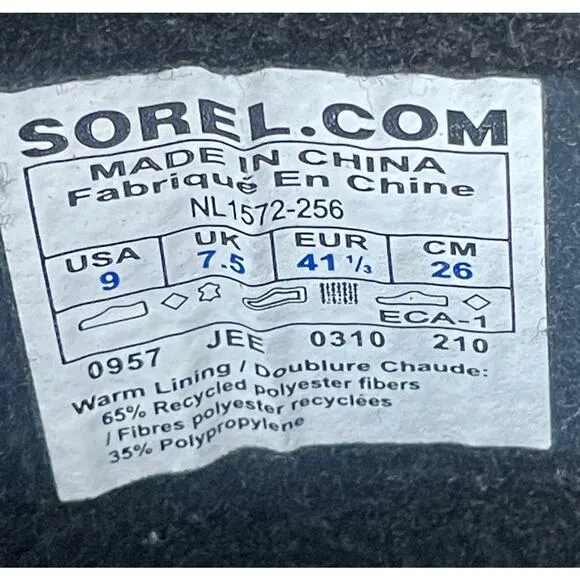 SOREL.COM
MADE IN CHINA
Fabriqué En Chine
NL1572-256
USA UK EUR CM
9 7.5 41 1/3 26
ECA-1
0957 JEE 0310 210
Warm Lining / Doublure Chaude:
65% Recycled polyester fibers
/ Fibres polyester recyclées
35% Polypropylene